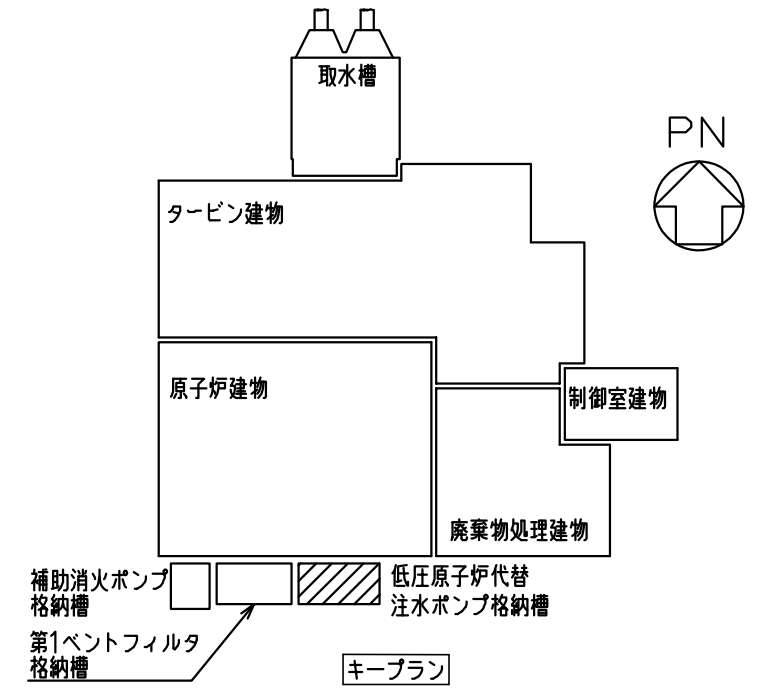 取水槽
PN
タービン建物
原子炉建物
制御室建物
廃棄物処理建物
補助消火ポンプ
格納槽
低圧原子炉代替
注水ポンプ格納槽
第1ベントフィルタ
格納槽
キープラン